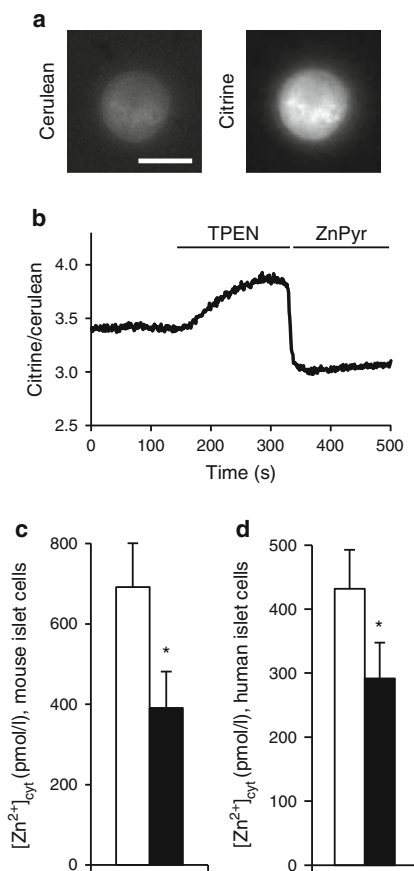 a
Cerulean
Citrine
b
TPEN ZnPyr
Citrine/cerulean
4.0
3.5
3.0
2.5
0 100 200 300 400 500
Time (s)
c
[Zn²⁺]cyt (pmol/l), mouse islet cells
800
600
400
200
0
*
d
[Zn²⁺]cyt (pmol/l), human islet cells
500
400
300
200
100
0
*